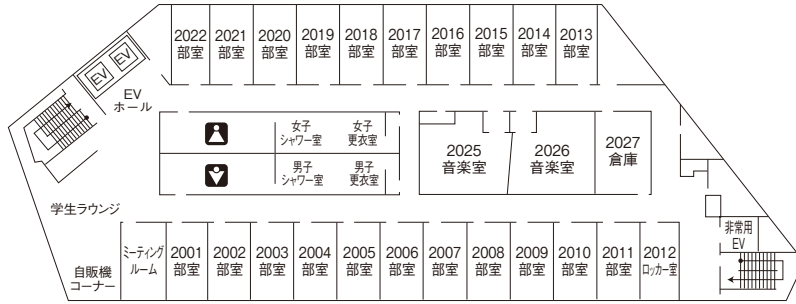 2022
部室
2021
部室
2020
部室
2019
部室
2018
部室
2017
部室
2016
部室
2015
部室
2014
部室
2013
部室
EV
EV
EV
ホール
女子
シャワー室
女子
更衣室
男子
シャワー室
男子
更衣室
2025
音楽室
2026
音楽室
2027
倉庫
学生ラウンジ
自販機
コーナー
ミーティング
ルーム
2001
部室
2002
部室
2003
部室
2004
部室
2005
部室
2006
部室
2007
部室
2008
部室
2009
部室
2010
部室
2011
部室
2012
ロッカー室
非常用
EV